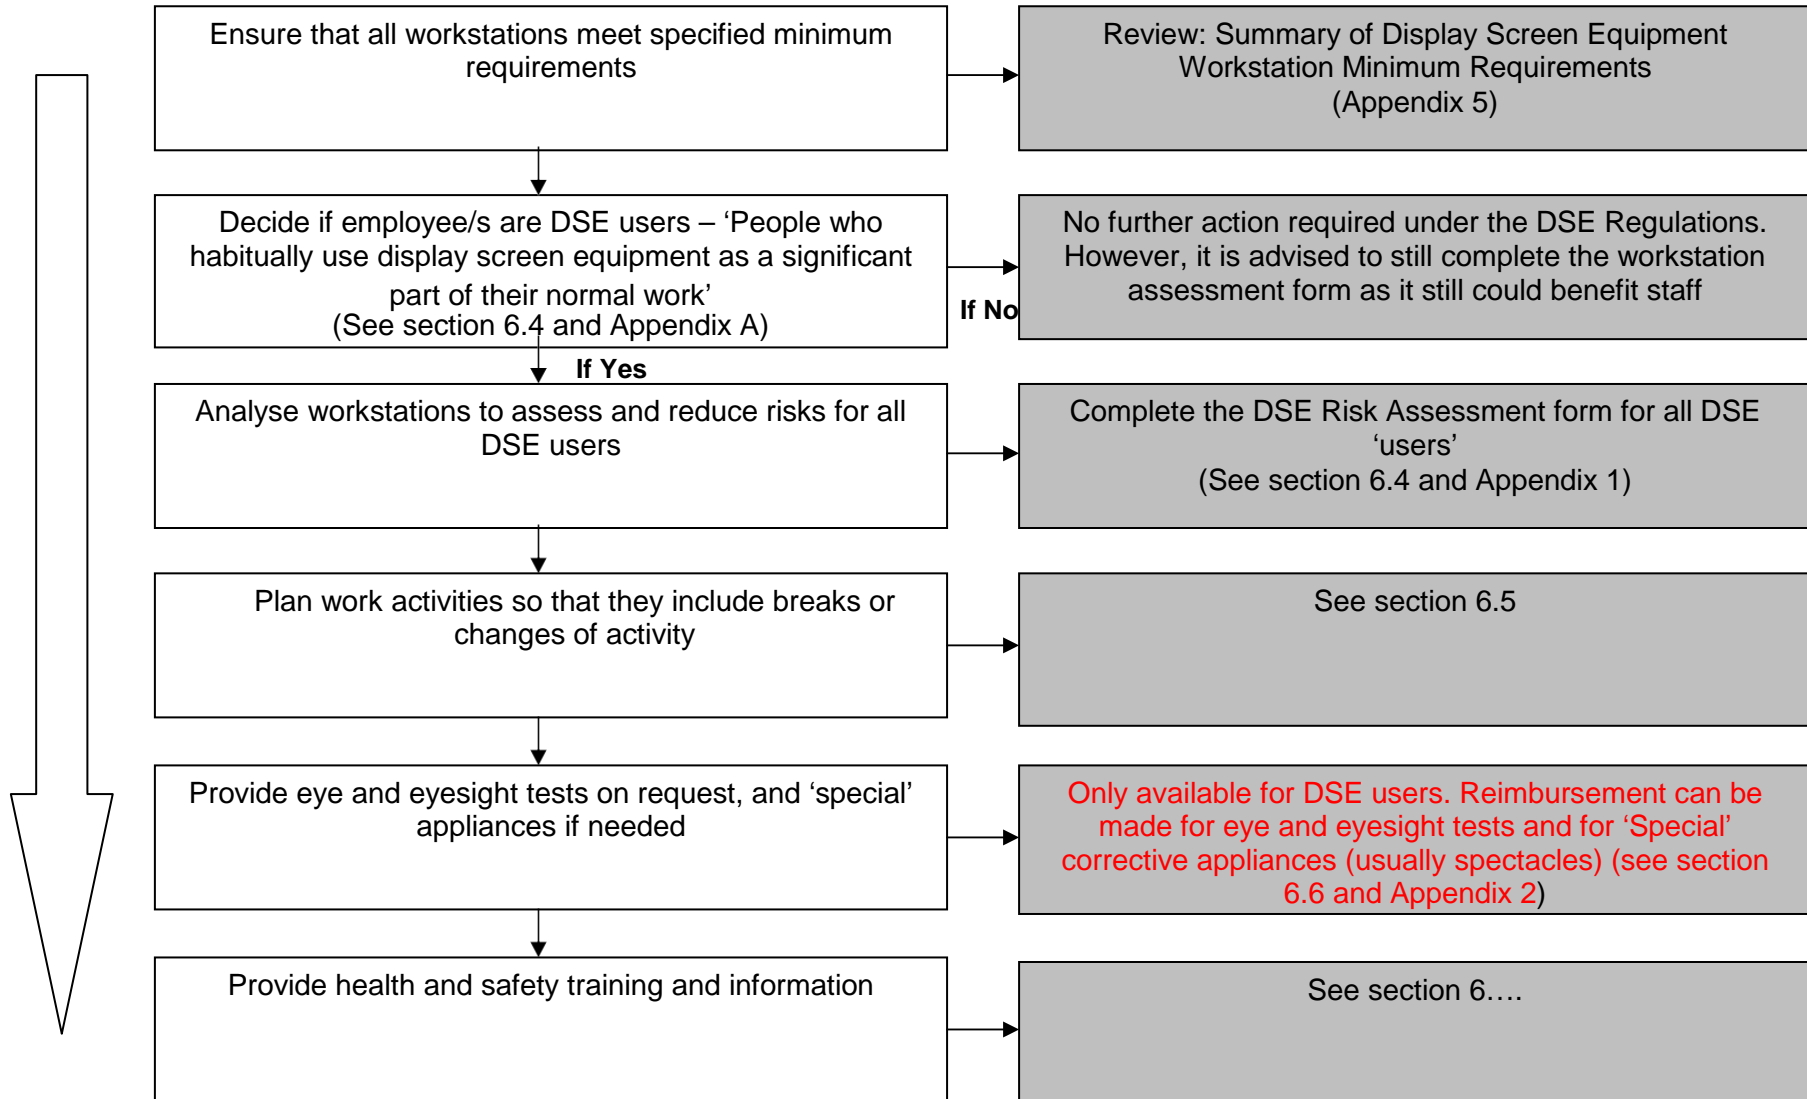 Ensure that all workstations meet specified minimum
requirements
Review: Summary of Display Screen Equipment
Workstation Minimum Requirements
(Appendix 5)
Decide if employee/s are DSE users – ‘People who
habitually use display screen equipment as a significant
part of their normal work’
(See section 6.4 and Appendix A)
If No
No further action required under the DSE Regulations.
However, it is advised to still complete the workstation
assessment form as it still could benefit staff
If Yes
Analyse workstations to assess and reduce risks for all
DSE users
Complete the DSE Risk Assessment form for all DSE
‘users’
(See section 6.4 and Appendix 1)
Plan work activities so that they include breaks or
changes of activity
See section 6.5
Provide eye and eyesight tests on request, and ‘special’
appliances if needed
Only available for DSE users. Reimbursement can be
made for eye and eyesight tests and for ‘Special’
corrective appliances (usually spectacles) (see section
6.6 and Appendix 2)
Provide health and safety training and information
See section 6….